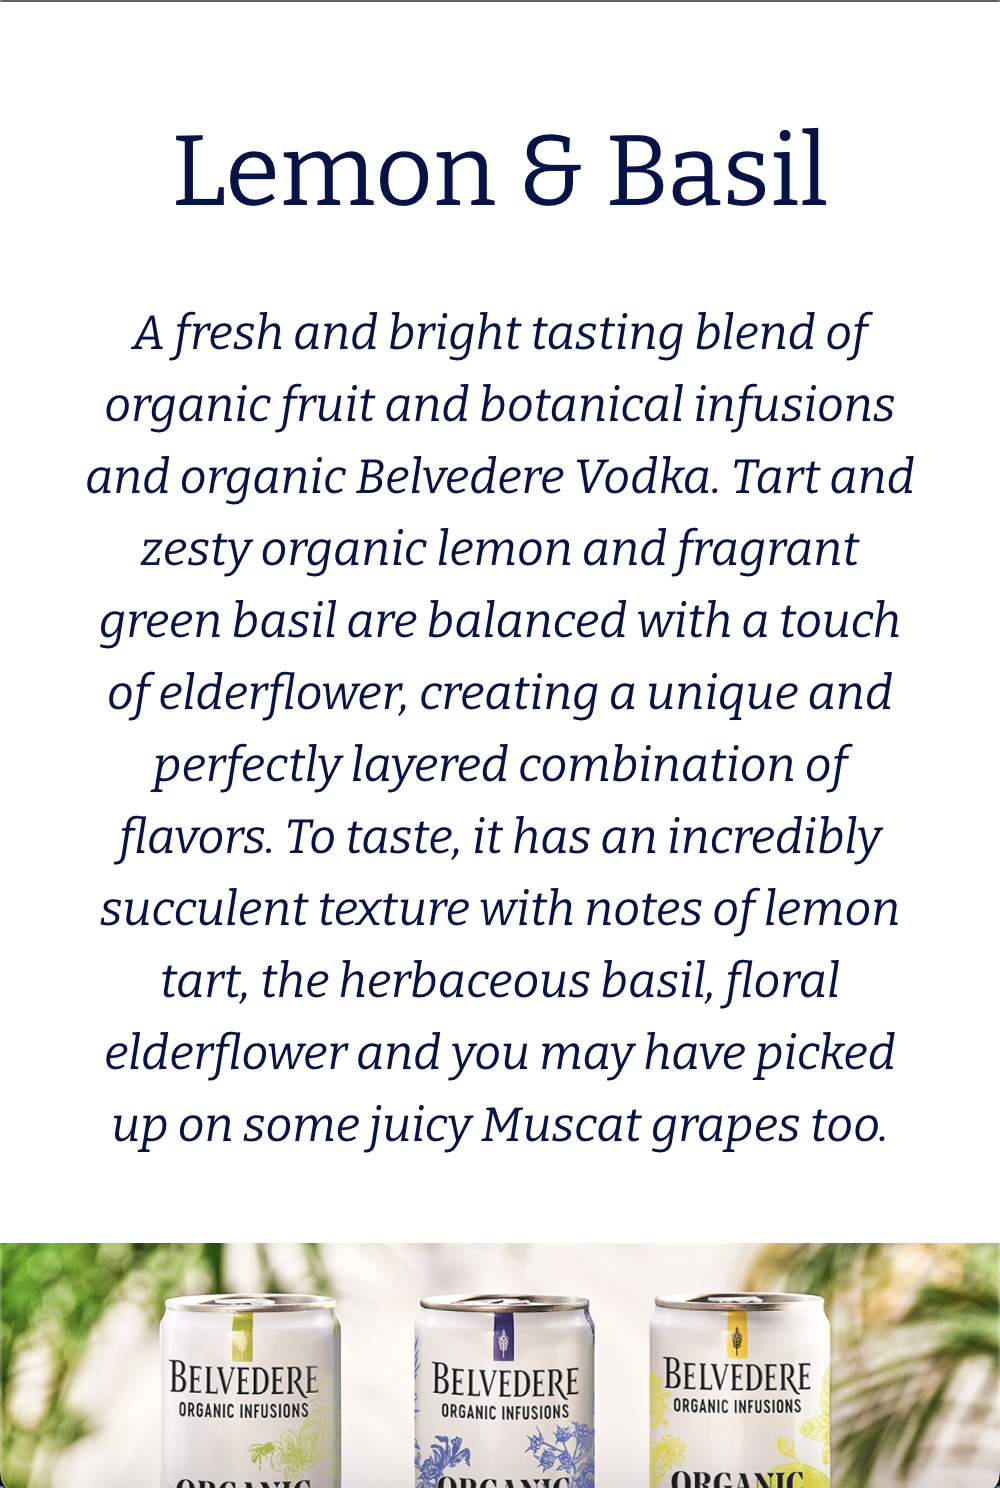 Lemon & Basil
A fresh and bright tasting blend of
organic fruit and botanical infusions
and organic Belvedere Vodka. Tart and
zesty organic lemon and fragrant
green basil are balanced with a touch
of elderflower, creating a unique and
perfectly layered combination of
flavors. To taste, it has an incredibly
succulent texture with notes of lemon
tart, the herbaceous basil, floral
elderflower and you may have picked
up on some juicy Muscat grapes too.
BELVEDERE
ORGANIC INFUSIONS
ORGANIC
BELVEDERE
ORGANIC INFUSIONS
ORGANIC
BELVEDERE
ORGANIC INFUSIONS
ORGANIC